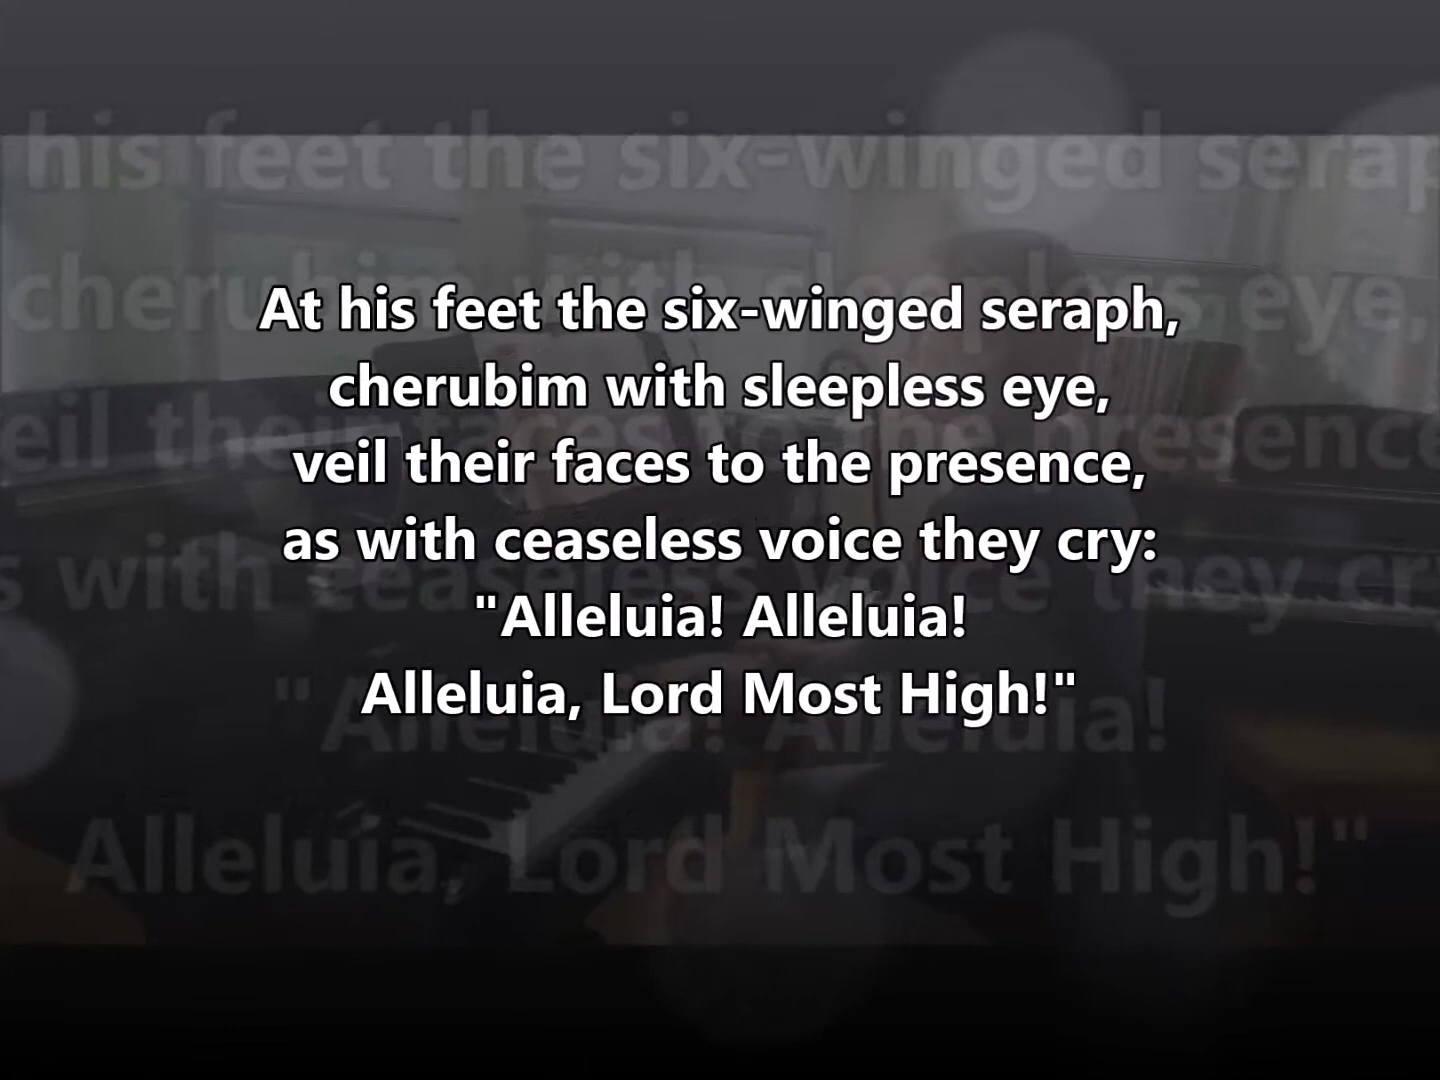 At his feet the six-winged seraph,
cherubim with sleepless eye,
veil their faces to the presence,
as with ceaseless voice they cry:
"Alleluia! Alleluia!
Alleluia, Lord Most High!"